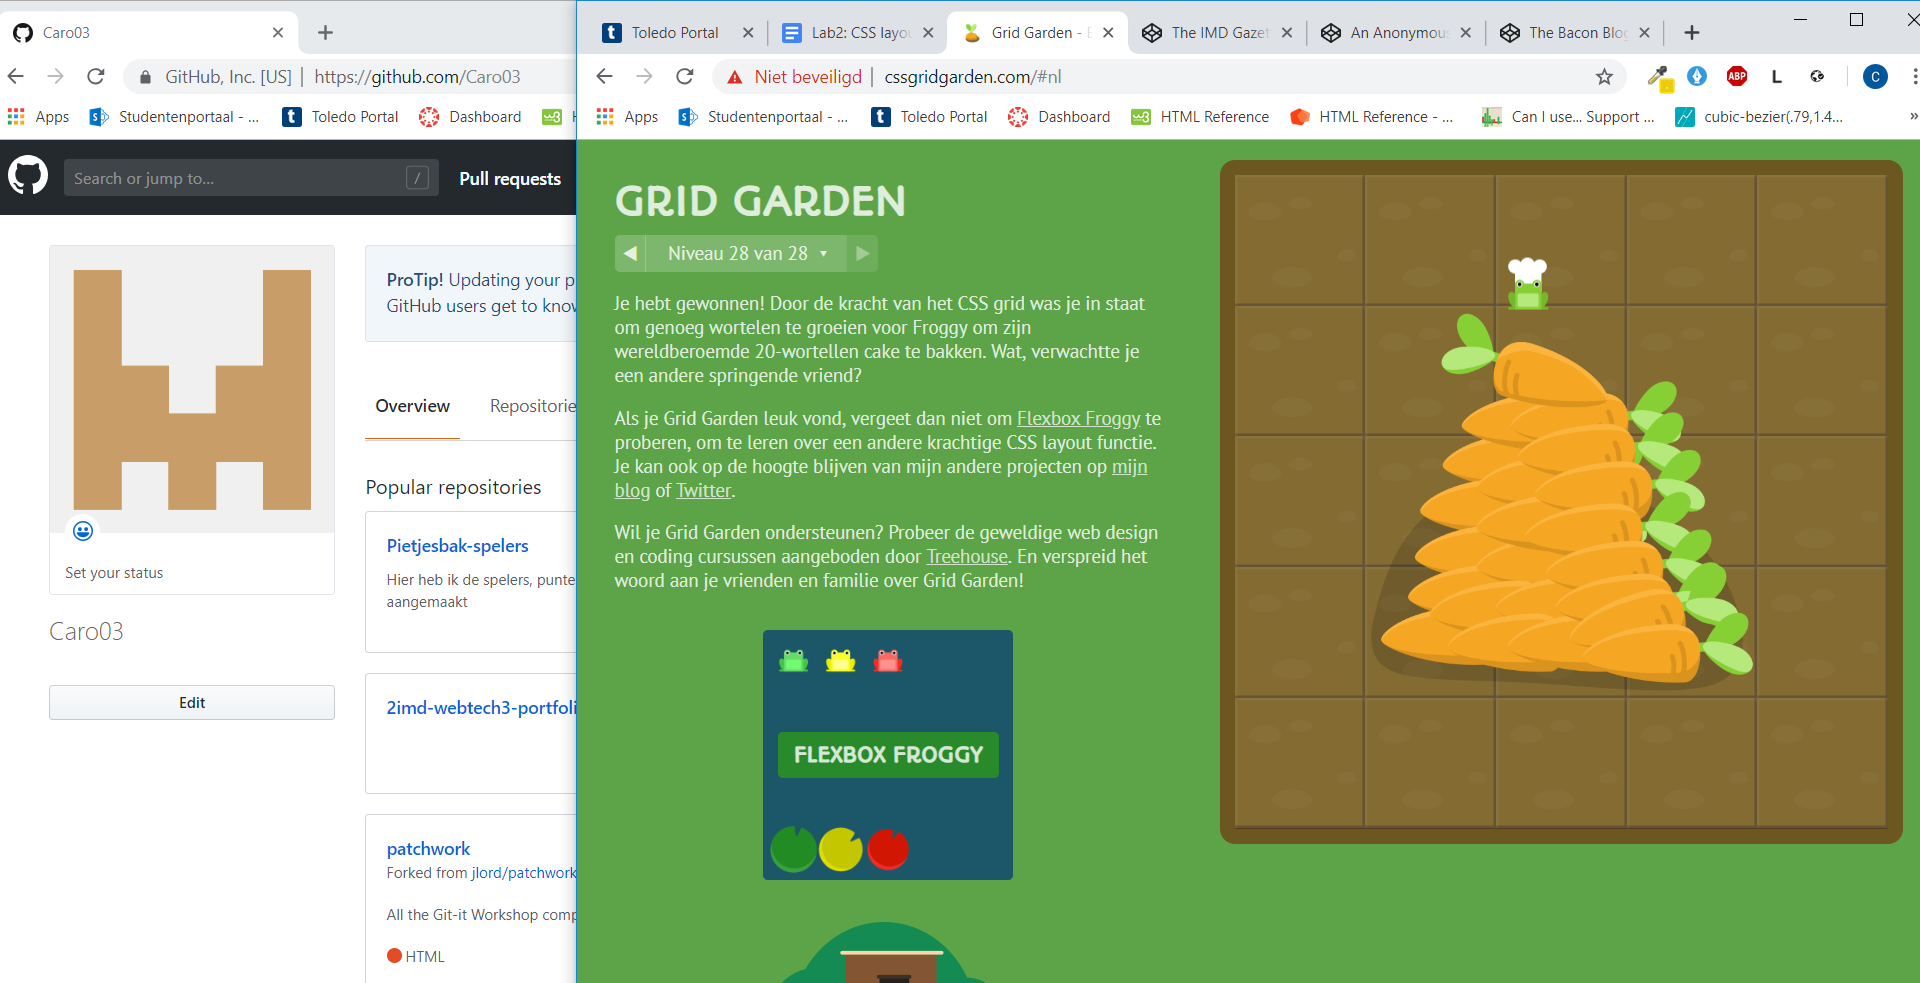 Caro03
GitHub, Inc. [US] | https://github.com/Caro03
Apps
Studentenportaal - ...
Toledo Portal
Dashboard
Search or jump to...
/
Pull requests
ProTip! Updating your p
GitHub users get to know
Overview
Repositorie
Popular repositories
Pietjesbak-spelers
Hier heb ik de spelers, punte
aangemaakt
Set your status
Caro03
Edit
2imd-webtech3-portfoli
patchwork
Forked from jlord/patchwork
All the Git-it Workshop comp
HTML
Toledo Portal
Lab2: CSS layou
Grid Garden - E
The IMD Gazet
An Anonymous
The Bacon Blog
Niet beveiligd | cssgridgarden.com/#nl
ABP
L
C
Apps
Studentenportaal - ...
Toledo Portal
Dashboard
HTML Reference
HTML Reference - ...
Can I use... Support ...
cubic-bezier(.79,1.4...
»
GRID GARDEN
Niveau 28 van 28
Je hebt gewonnen! Door de kracht van het CSS grid was je in staat
om genoeg wortelen te groeien voor Froggy om zijn
wereldberoemde 20-wortellen cake te bakken. Wat, verwachtte je
een andere springende vriend?
Als je Grid Garden leuk vond, vergeet dan niet om Flexbox Froggy te
proberen, om te leren over een andere krachtige CSS layout functie.
Je kan ook op de hoogte blijven van mijn andere projecten op mijn
blog of Twitter.
Wil je Grid Garden ondersteunen? Probeer de geweldige web design
en coding cursussen aangeboden door Treehouse. En verspreid het
woord aan je vrienden en familie over Grid Garden!
FLEXBOX FROGGY